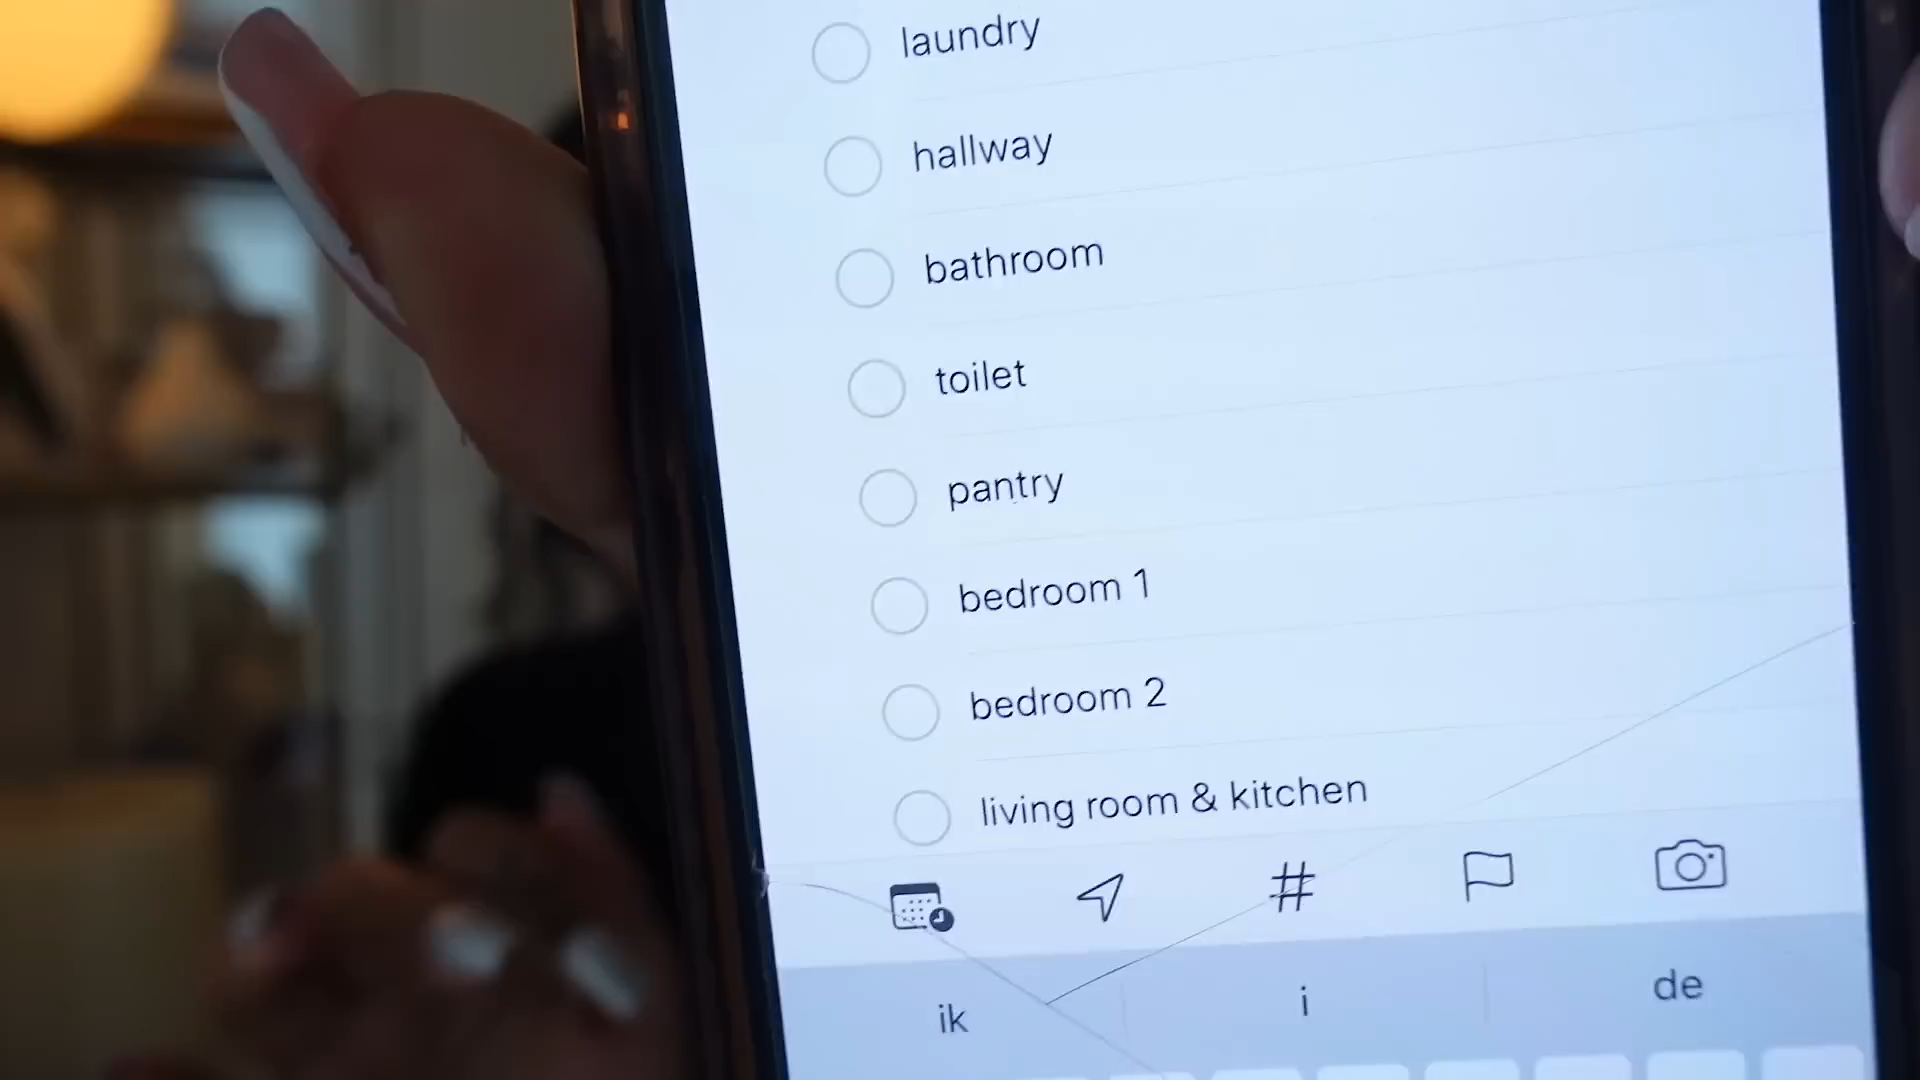 laundry
hallway
bathroom
toilet
pantry
bedroom 1
bedroom 2
living room & kitchen
#
ik i de